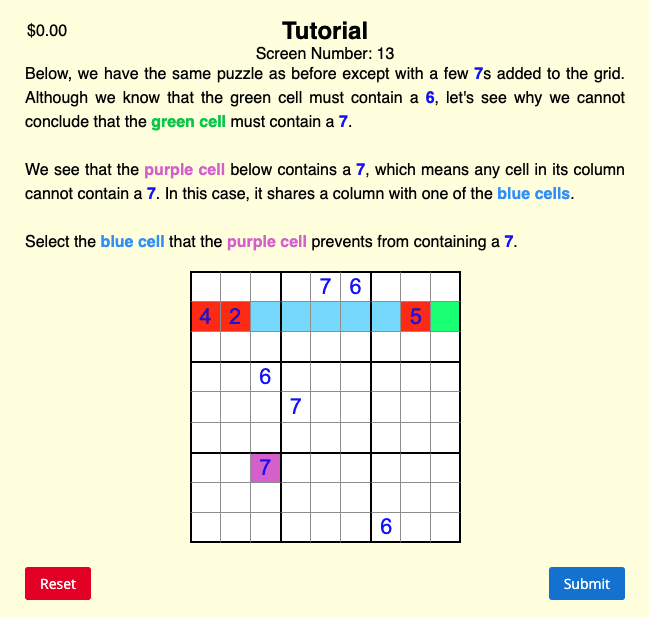 $0.00
Tutorial
Screen Number: 13
Below, we have the same puzzle as before except with a few 7s added to the grid.
Although we know that the green cell must contain a 6, let's see why we cannot
conclude that the green cell must contain a 7.
We see that the purple cell below contains a 7, which means any cell in its column
cannot contain a 7. In this case, it shares a column with one of the blue cells.
Select the blue cell that the purple cell prevents from containing a 7.
7 6
4 2 5
6
7
7
6
Reset Submit